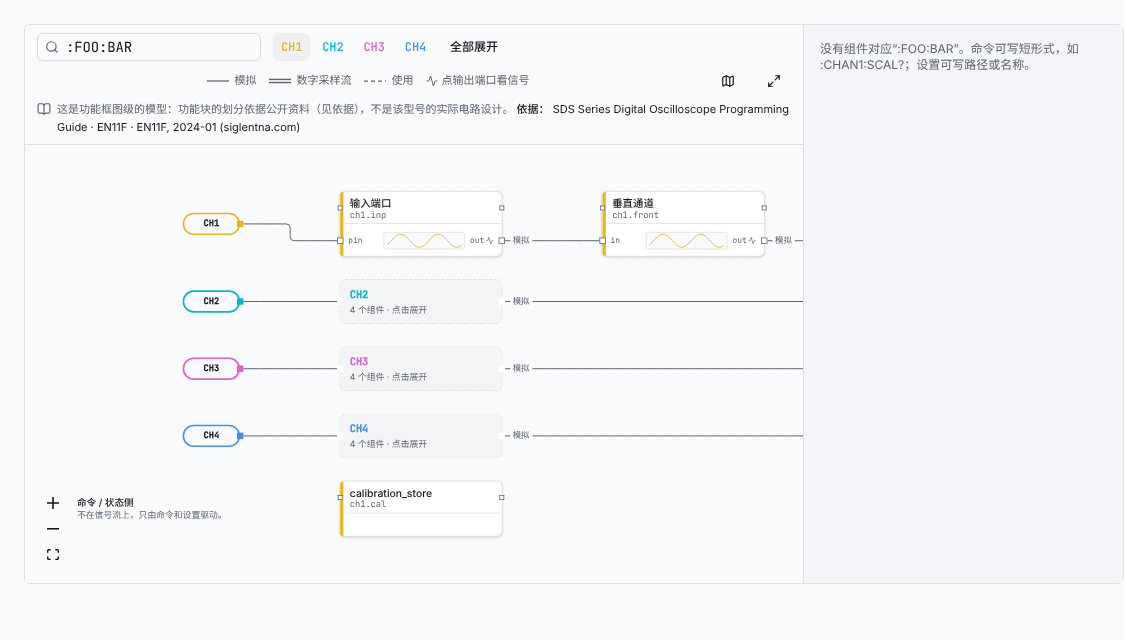 :FOO:BAR
CH1 CH2 CH3 CH4 全部展开
模拟 数字采样流 使用 点输出端口看信号
这是功能框图级的模型：功能块的划分依据公开资料（见依据），不是该型号的实际电路设计。 依据： SDS Series Digital Oscilloscope Programming
Guide · EN11F · EN11F, 2024-01 (siglentna.com)
没有组件对应“:FOO:BAR”。命令可写短形式，如
:CHAN1:SCAL?；设置可写路径或名称。
CH1
输入端口
ch1.inp
pin
out
模拟
垂直通道
ch1.front
in
out
模拟
CH2
CH2
4 个组件 · 点击展开
模拟
CH3
CH3
4 个组件 · 点击展开
模拟
CH4
CH4
4 个组件 · 点击展开
模拟
calibration_store
ch1.cal
命令 / 状态侧
不在信号流上，只由命令和设置驱动。